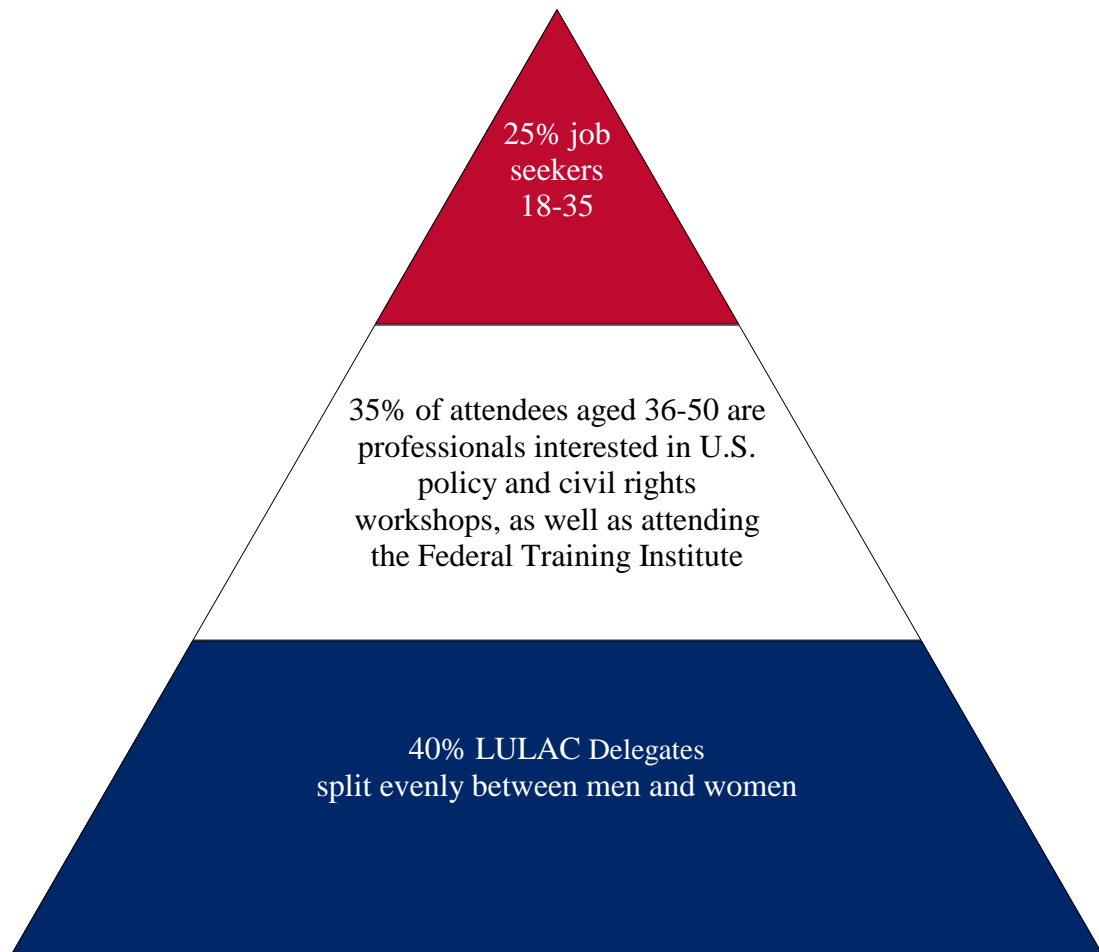 25% job
seekers
18-35
35% of attendees aged 36-50 are
professionals interested in U.S.
policy and civil rights
workshops, as well as attending
the Federal Training Institute
40% LULAC Delegates
split evenly between men and women